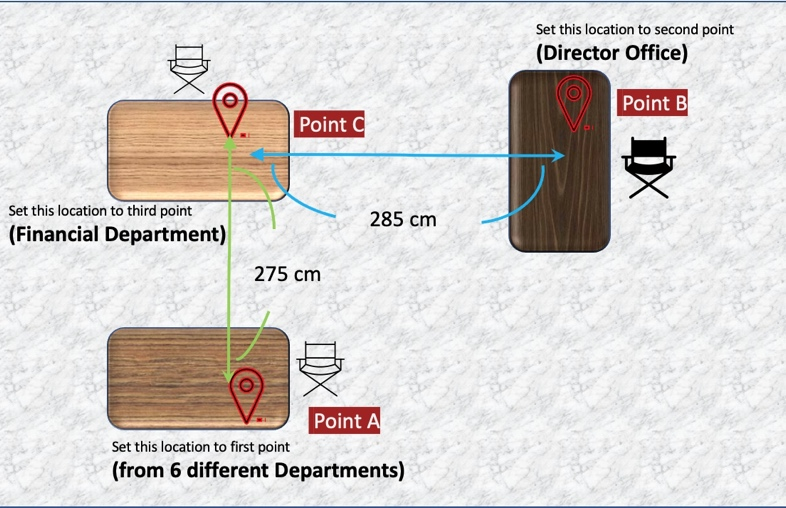 Set this location to second point
(Director Office)
Point B
Point C
Set this location to third point
(Financial Department)
285 cm
275 cm
Point A
Set this location to first point
(from 6 different Departments)